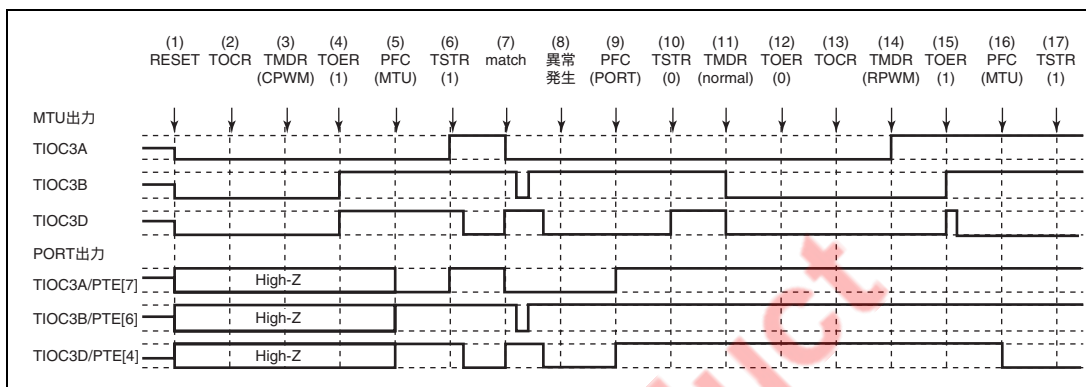 (1) (2) (3) (4) (5) (6) (7) (8) (9) (10) (11) (12) (13) (14) (15) (16) (17)
RESET TOCR TMDR TOER PFC TSTR match 異常 PFC TSTR TMDR TOER TOCR TMDR TOER PFC TSTR
(CPWM) (1) (MTU) (1) 発生 (PORT) (0) (normal) (0) (RPWM) (1) (MTU) (1)
MTU出力
TIOC3A
TIOC3B
TIOC3D
PORT出力
TIOC3A/PTE[7] High-Z
TIOC3B/PTE[6] High-Z
TIOC3D/PTE[4] High-Z
uct